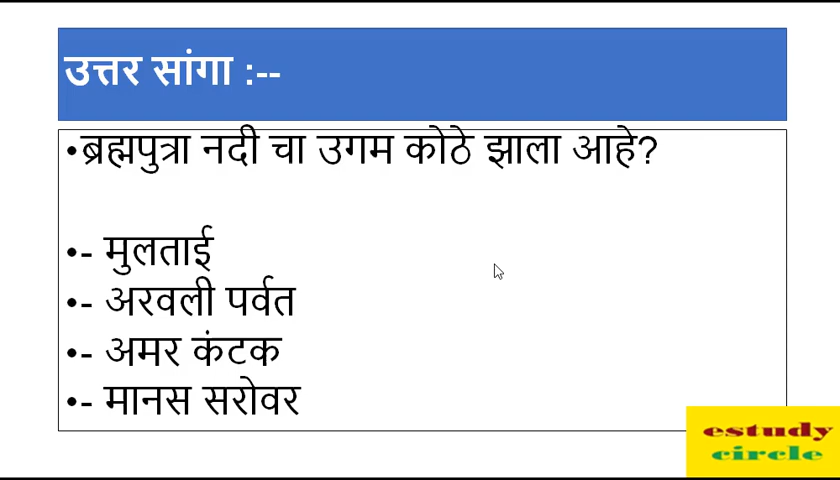 उत्तर सांगा :--
•ब्रह्मपुत्रा नदी चा उगम कोठे झाला आहे?
•- मुलताई
•- अरवली पर्वत
•- अमर कंटक
•- मानस सरोवर
estudy
circle